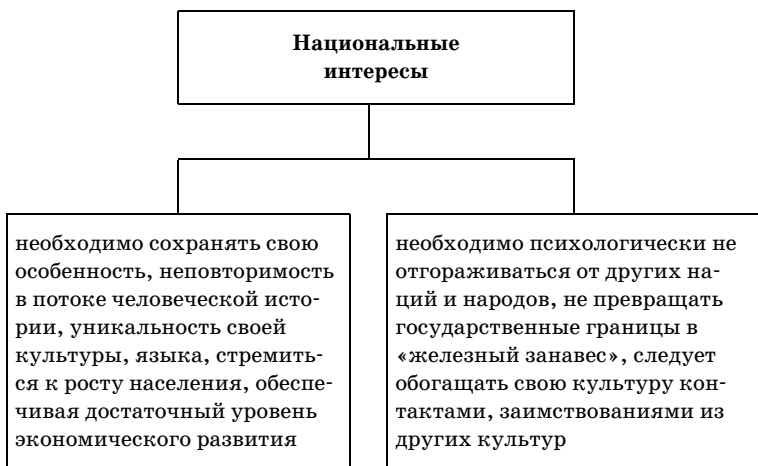 Национальные
интересы
необходимо сохранять свою
особенность, неповторимость
в потоке человеческой исто-
рии, уникальность своей
культуры, языка, стремить-
ся к росту населения, обеспе-
чивая достаточный уровень
экономического развития
необходимо психологически не
отгораживаться от других на-
ций и народов, не превращать
государственные границы в
«железный занавес», следует
обогащать свою культуру кон-
тактами, заимствованиями из
других культур